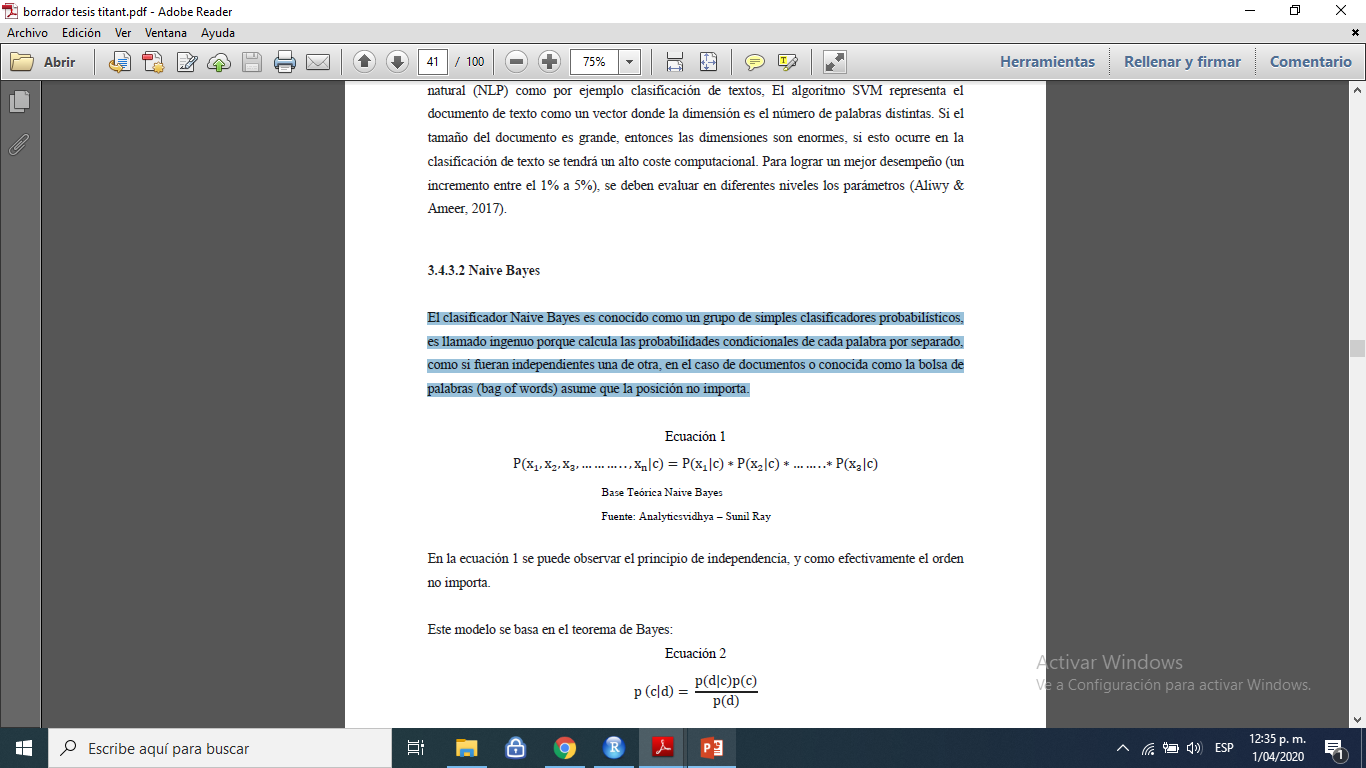 borrador tesis titant.pdf - Adobe Reader
Archivo Edición Ver Ventana Ayuda
Abrir 41 / 100 75% Herramientas Rellenar y firmar Comentario
natural (NLP) como por ejemplo clasificación de textos, El algoritmo SVM representa el
documento de texto como un vector donde la dimensión es el número de palabras distintas. Si el
tamaño del documento es grande, entonces las dimensiones son enormes, si esto ocurre en la
clasificación de texto se tendrá un alto coste computacional. Para lograr un mejor desempeño (un
incremento entre el 1% a 5%), se deben evaluar en diferentes niveles los parámetros (Aliwy &
Ameer, 2017).
3.4.3.2 Naive Bayes
El clasificador Naive Bayes es conocido como un grupo de simples clasificadores probabilísticos,
es llamado ingenuo porque calcula las probabilidades condicionales de cada palabra por separado,
como si fueran independientes una de otra, en el caso de documentos o conocida como la bolsa de
palabras (bag of words) asume que la posición no importa.
Ecuación 1
P(x₁, x₂, x₃, ... ... ... . . , xₙ|c) = P(x₁|c) ∗ P(x₂|c) ∗ ... ... . .∗ P(x₃|c)
Base Teórica Naive Bayes
Fuente: Analyticsvidhya – Sunil Ray
En la ecuación 1 se puede observar el principio de independencia, y como efectivamente el orden
no importa.
Este modelo se basa en el teorema de Bayes:
Ecuación 2
p (c|d) = p(d|c)p(c)
p(d)
Activar Windows
Ve a Configuración para activar Windows.
Escribe aquí para buscar
ESP
12:35 p. m.
1/04/2020
1